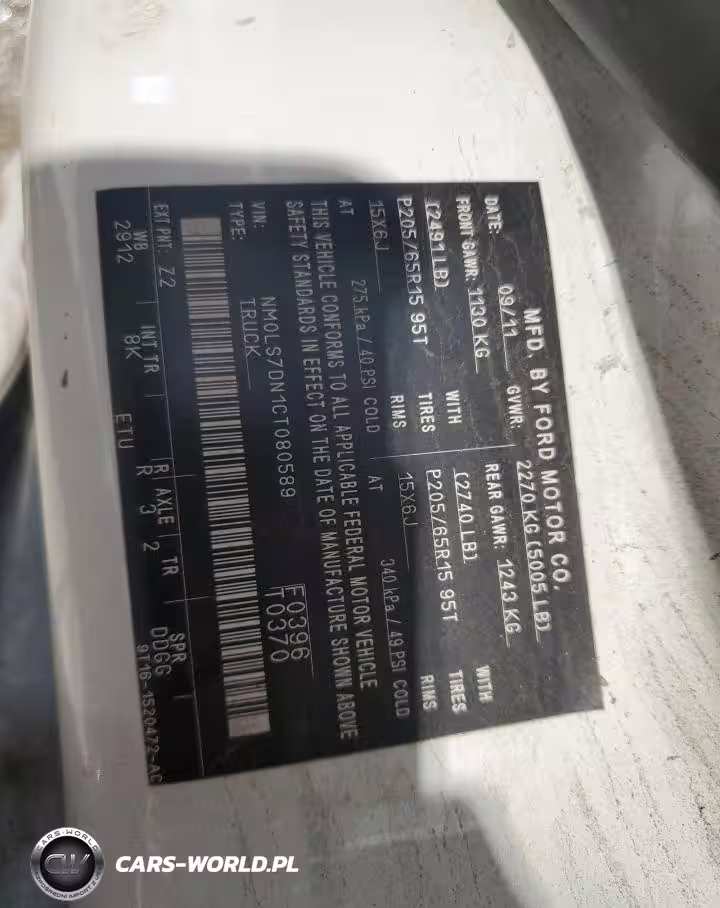 MFD. BY FORD MOTOR CO.
DATE: 09/11 GVWR: 2270 KG (5005 LB)
FRONT GAWR: 1130 KG REAR GAWR: 1243 KG
(2491 LB) WITH (2740 LB) WITH
P205/65R15 95T TIRES P205/65R15 95T TIRES
15X6J RIMS 15X6J RIMS
AT 275 kPa / 40 PSI COLD AT 340 kPa / 49 PSI COLD
THIS VEHICLE CONFORMS TO ALL APPLICABLE FEDERAL MOTOR VEHICLE
SAFETY STANDARDS IN EFFECT ON THE DATE OF MANUFACTURE SHOWN ABOVE
VIN: NM0LS7DN1CT080589 F0396
TYPE: TRUCK T0370
EXT PNT: Z2 INT TR R AXLE TR SPR
WB 2912 8K ETU R 3 2 DDGG
9T16-1520472-AC
CARS-WORLD
CW
CARS-WORLD.PL